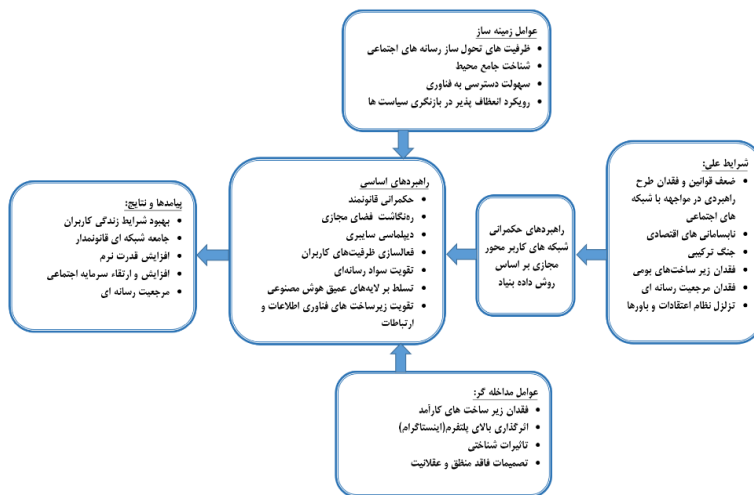 عوامل زمینه ساز
ظرفیت های تحول ساز رسانه های اجتماعی
شناخت جامع محیط
سهولت دسترسی به فناوری
رویکرد انعظاف پذیر در بازنگری سیاست ها
شرایط علی:
ضعف قوانین و فقدان طرح
راهبردی در مواجهه با شبکه
های اجتماعی
نابسامانی های اقتصادی
جنگ ترکیبی
فقدان زیر ساخت‌های بومی
فقدان مرجعیت رسانه ای
تزلزل نظام اعتقادات و باورها
راهبردهای حکمرانی
شبکه های کاربر محور
مجازی بر اساس
روش داده بنیاد
راهبردهای اساسی
حکمرانی قانونمند
ره‌نگاشت فضای مجازی
دیپلماسی سایبری
فعالسازی ظرفیت‌های کاربران
تقویت سواد رسانه‌ای
تسلط بر لایه‌های عمیق هوش مصنوعی
تقویت زیرساخت های فناوری اطلاعات و
ارتباطات
پیامدها و نتایج:
بهبود شرایط زندگی کاربران
جامعه شبکه ای قانونمدار
افزایش قدرت نرم
افزایش و ارتقاء سرمایه اجتماعی
مرجعیت رسانه ای
عوامل مداخله گر:
فقدان زیر ساخت های کارآمد
اثرگذاری بالای پلتفرم(اینستاگرام)
تاثیرات شناختی
تصمیمات فاقد منظق و عقلانیت